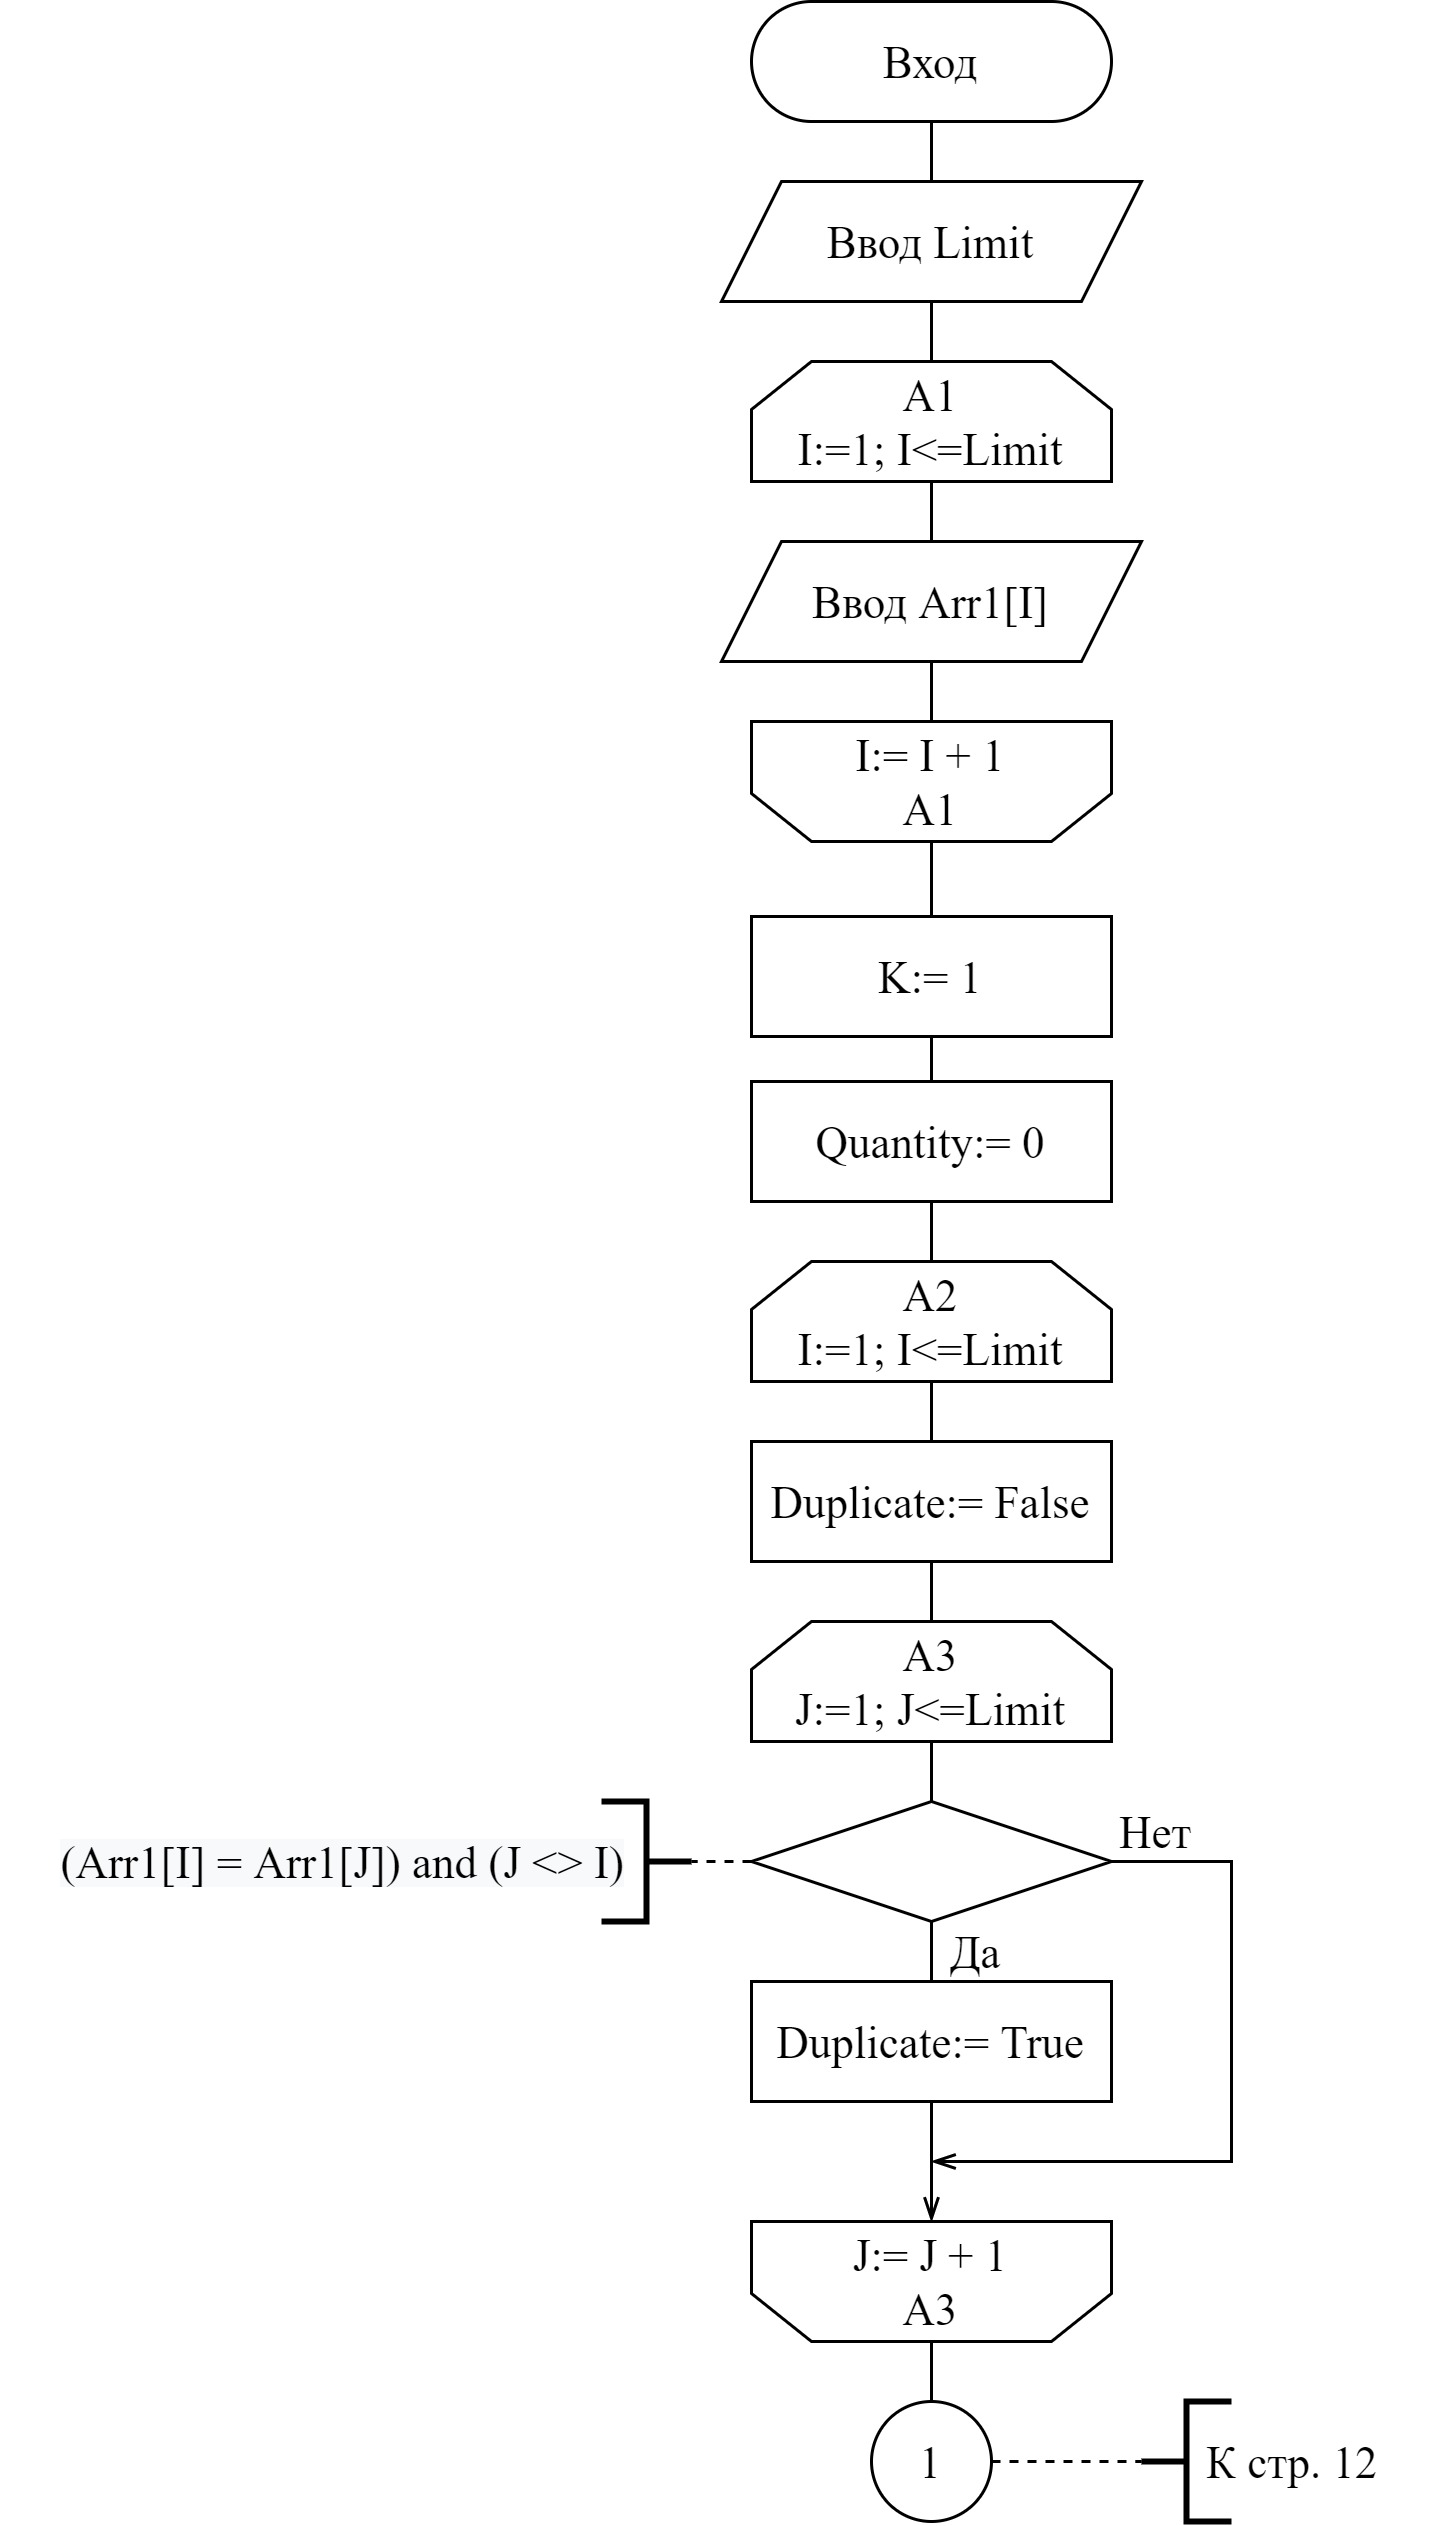 Вход
Ввод Limit
A1
I:=1; I<=Limit
Ввод Arr1[I]
I:= I + 1
A1
K:= 1
Quantity:= 0
A2
I:=1; I<=Limit
Duplicate:= False
A3
J:=1; J<=Limit
(Arr1[I] = Arr1[J]) and (J <> I)
Нет
Да
Duplicate:= True
J:= J + 1
A3
1
К стр. 12